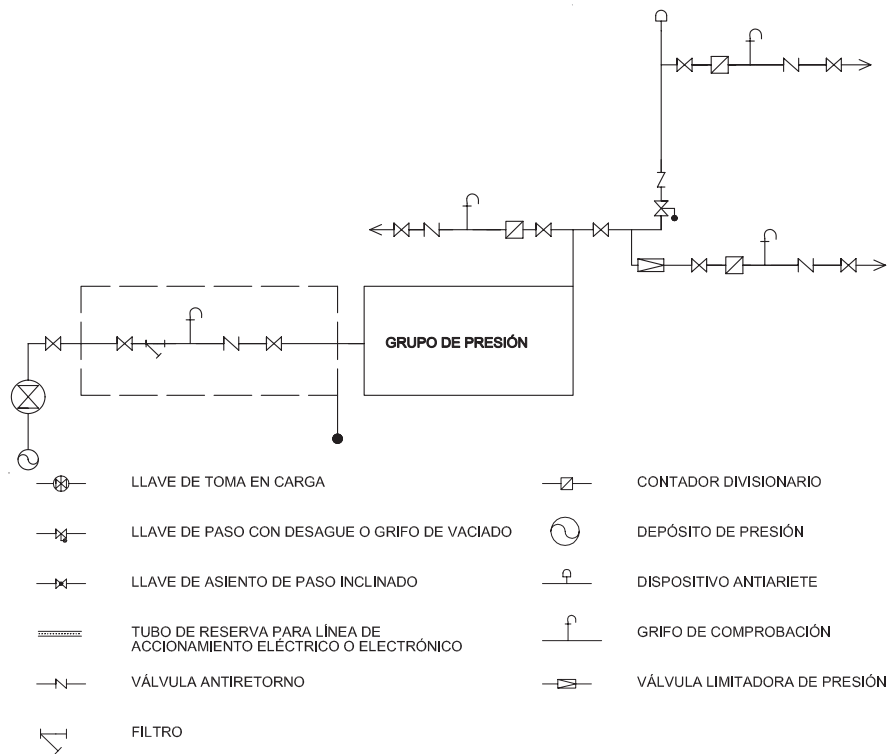 GRUPO DE PRESIÓN
LLAVE DE TOMA EN CARGA
CONTADOR DIVISIONARIO
LLAVE DE PASO CON DESAGUE O GRIFO DE VACIADO
DEPÓSITO DE PRESIÓN
LLAVE DE ASIENTO DE PASO INCLINADO
DISPOSITIVO ANTIARIETE
TUBO DE RESERVA PARA LÍNEA DE
ACCIONAMIENTO ELÉCTRICO O ELECTRÓNICO
GRIFO DE COMPROBACIÓN
VÁLVULA ANTIRETORNO
VÁLVULA LIMITADORA DE PRESIÓN
FILTRO